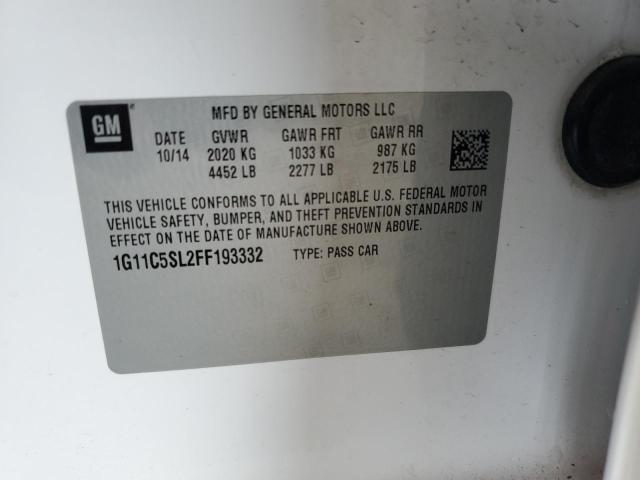 GM
MFD BY GENERAL MOTORS LLC
DATE GVWR GAWR FRT GAWR RR
10/14 2020 KG 1033 KG 987 KG
4452 LB 2277 LB 2175 LB
THIS VEHICLE CONFORMS TO ALL APPLICABLE U.S. FEDERAL MOTOR
VEHICLE SAFETY, BUMPER, AND THEFT PREVENTION STANDARDS IN
EFFECT ON THE DATE OF MANUFACTURE SHOWN ABOVE.
1G11C5SL2FF193332 TYPE: PASS CAR